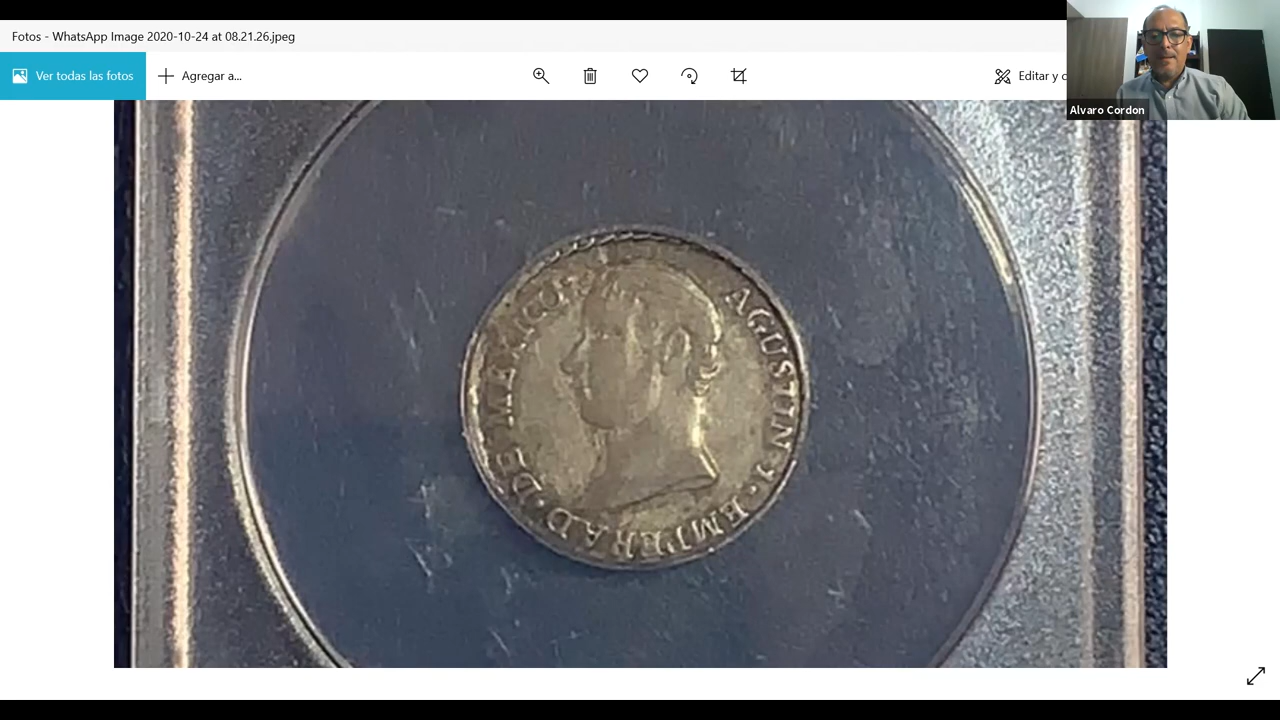 Fotos - WhatsApp Image 2020-10-24 at 08.21.26.jpeg
Ver todas las fotos
Agregar a...
Editar y c
Alvaro Cordon
AGUSTIN · I · EMPERAD · DE MEXICO